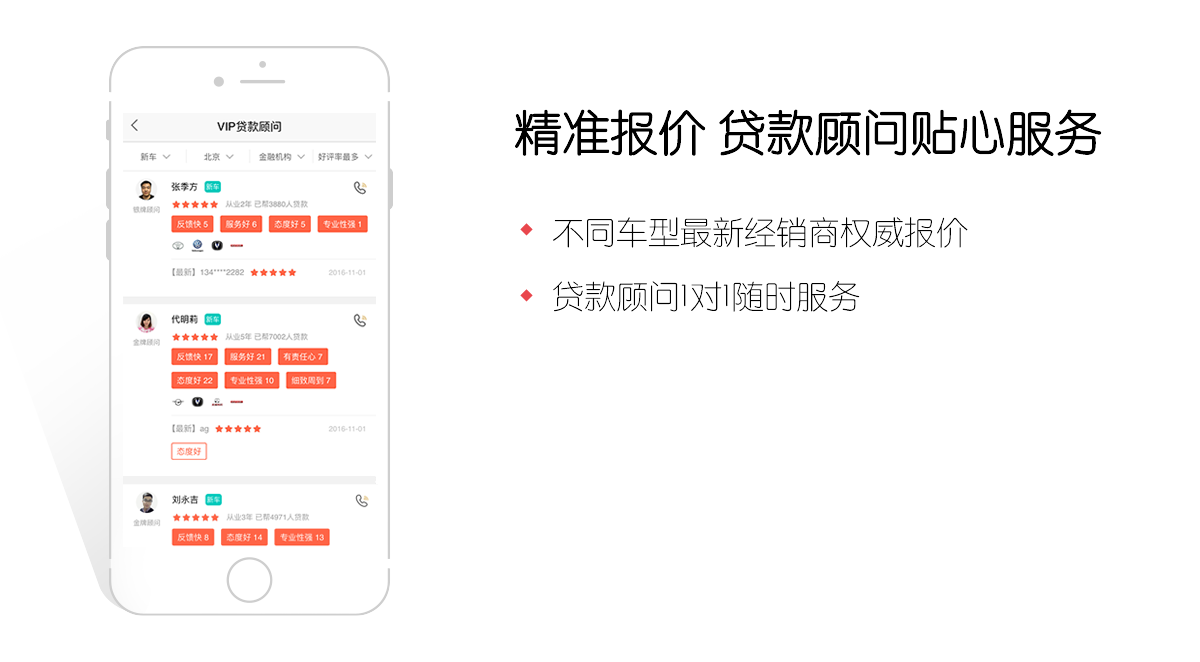 VIP贷款顾问
新车 北京 金融机构 好评率最多
张季方 新车
银牌顾问
从业2年 已帮3880人贷款
反馈快 5 服务好 6 态度好 5 专业性强 1
【最新】134****2282 2016-11-01
代明莉 新车
金牌顾问
从业5年 已帮7002人贷款
反馈快 17 服务好 21 有责任心 7
态度好 22 专业性强 10 细致周到 7
【最新】ag 2016-11-01
态度好
刘永吉 新车
金牌顾问
从业3年 已帮4971人贷款
反馈快 8 态度好 14 专业性强 13
精准报价 贷款顾问贴心服务
不同车型最新经销商权威报价
贷款顾问1对1随时服务